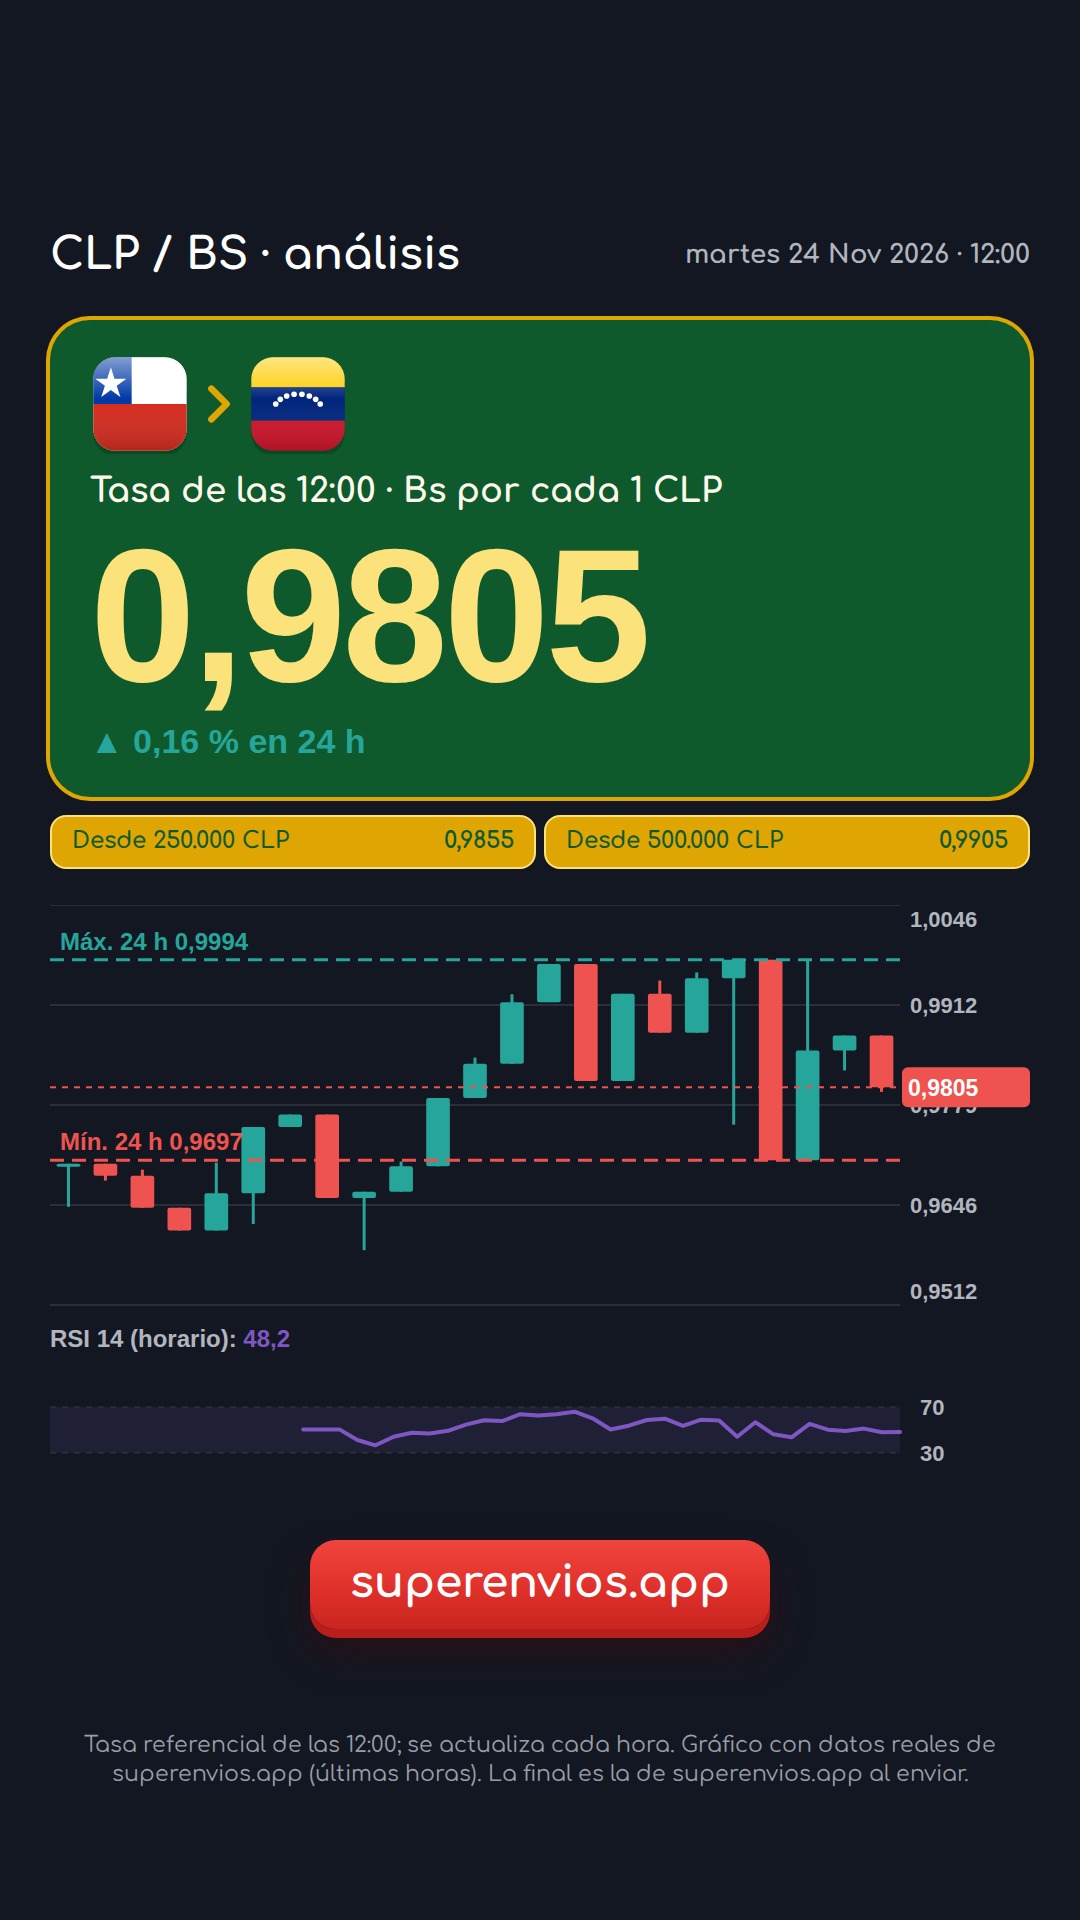 CLP / BS · análisis
martes 24 Nov 2026 · 12:00
Tasa de las 12:00 · Bs por cada 1 CLP
0,9805
▲ 0,16 % en 24 h
Desde 250.000 CLP 0,9855
Desde 500.000 CLP 0,9905
1,0046
Máx. 24 h 0,9994
0,9912
0,9805
0,9779
Mín. 24 h 0,9697
0,9646
0,9512
RSI 14 (horario): 48,2
70
30
superenvios.app
Tasa referencial de las 12:00; se actualiza cada hora. Gráfico con datos reales de
superenvios.app (últimas horas). La final es la de superenvios.app al enviar.